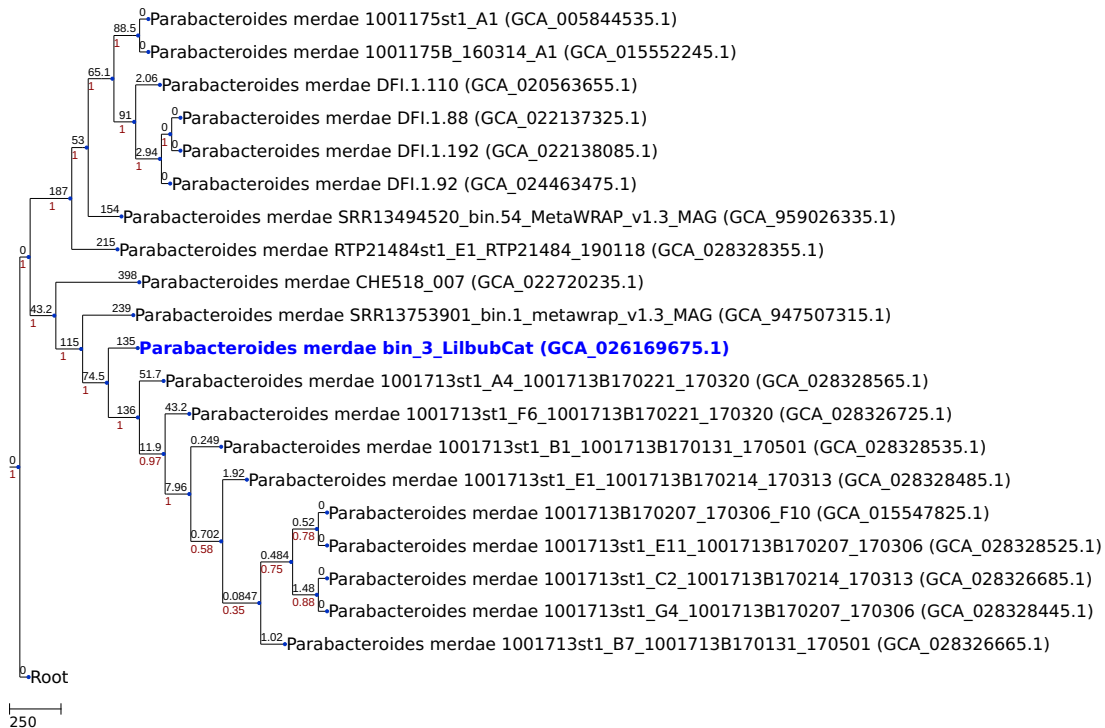 0 Parabacteroides merdae 1001175st1_A1 (GCA_005844535.1)
88.5
1
0 Parabacteroides merdae 1001175B_160314_A1 (GCA_015552245.1)
65.1
1
2.06 Parabacteroides merdae DFI.1.110 (GCA_020563655.1)
91
1
0 Parabacteroides merdae DFI.1.88 (GCA_022137325.1)
0
1
53
1
0 Parabacteroides merdae DFI.1.192 (GCA_022138085.1)
2.94
1
0 Parabacteroides merdae DFI.1.92 (GCA_024463475.1)
187
1
154 Parabacteroides merdae SRR13494520_bin.54_MetaWRAP_v1.3_MAG (GCA_959026335.1)
215 Parabacteroides merdae RTP21484st1_E1_RTP21484_190118 (GCA_028328355.1)
0
1
398 Parabacteroides merdae CHE518_007 (GCA_022720235.1)
43.2
1
239 Parabacteroides merdae SRR13753901_bin.1_metawrap_v1.3_MAG (GCA_947507315.1)
115
1
135 Parabacteroides merdae bin_3_LilbubCat (GCA_026169675.1)
74.5
1
51.7 Parabacteroides merdae 1001713st1_A4_1001713B170221_170320 (GCA_028328565.1)
136
1
43.2 Parabacteroides merdae 1001713st1_F6_1001713B170221_170320 (GCA_028326725.1)
11.9
0.97
0.249 Parabacteroides merdae 1001713st1_B1_1001713B170131_170501 (GCA_028328535.1)
0
1
1.92 Parabacteroides merdae 1001713st1_E1_1001713B170214_170313 (GCA_028328485.1)
7.96
1
0 Parabacteroides merdae 1001713B170207_170306_F10 (GCA_015547825.1)
0.52
0.78
0.702
0.58
0 Parabacteroides merdae 1001713st1_E11_1001713B170207_170306 (GCA_028328525.1)
0.484
0.75
0 Parabacteroides merdae 1001713st1_C2_1001713B170214_170313 (GCA_028326685.1)
1.48
0.88
0.0847
0.35
0 Parabacteroides merdae 1001713st1_G4_1001713B170207_170306 (GCA_028328445.1)
1.02 Parabacteroides merdae 1001713st1_B7_1001713B170131_170501 (GCA_028326665.1)
0 Root
250